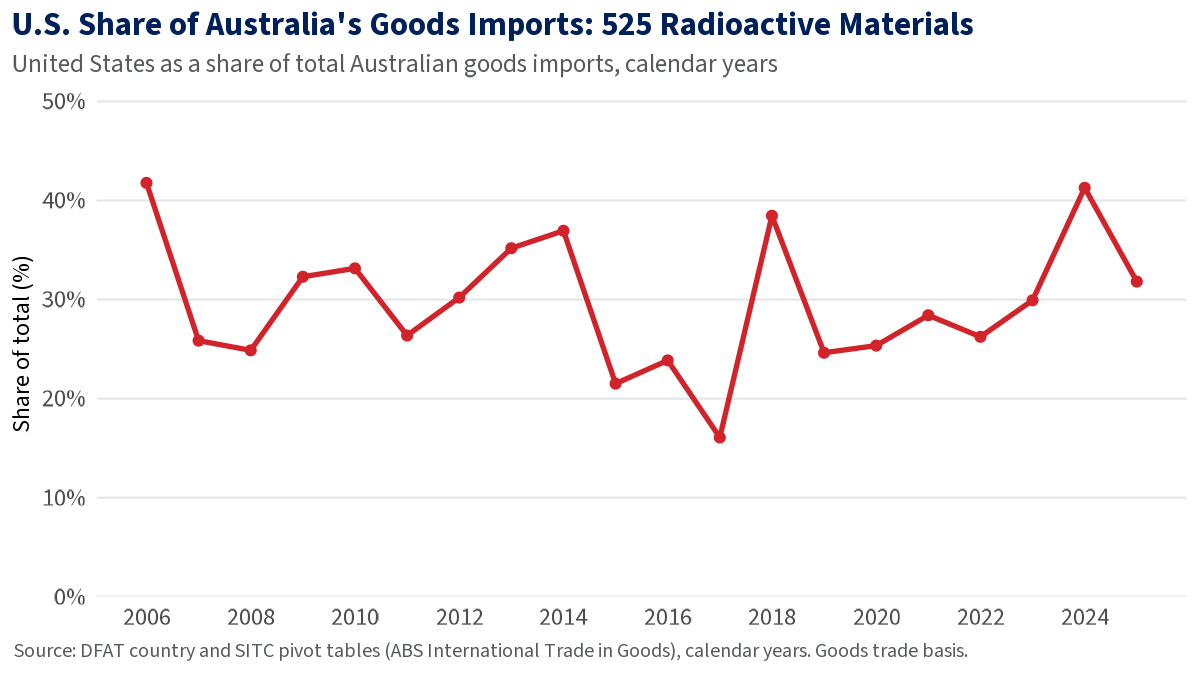 U.S. Share of Australia's Goods Imports: 525 Radioactive Materials
United States as a share of total Australian goods imports, calendar years
50%
40%
30%
20%
10%
0%
Share of total (%)
2006 2008 2010 2012 2014 2016 2018 2020 2022 2024
Source: DFAT country and SITC pivot tables (ABS International Trade in Goods), calendar years. Goods trade basis.